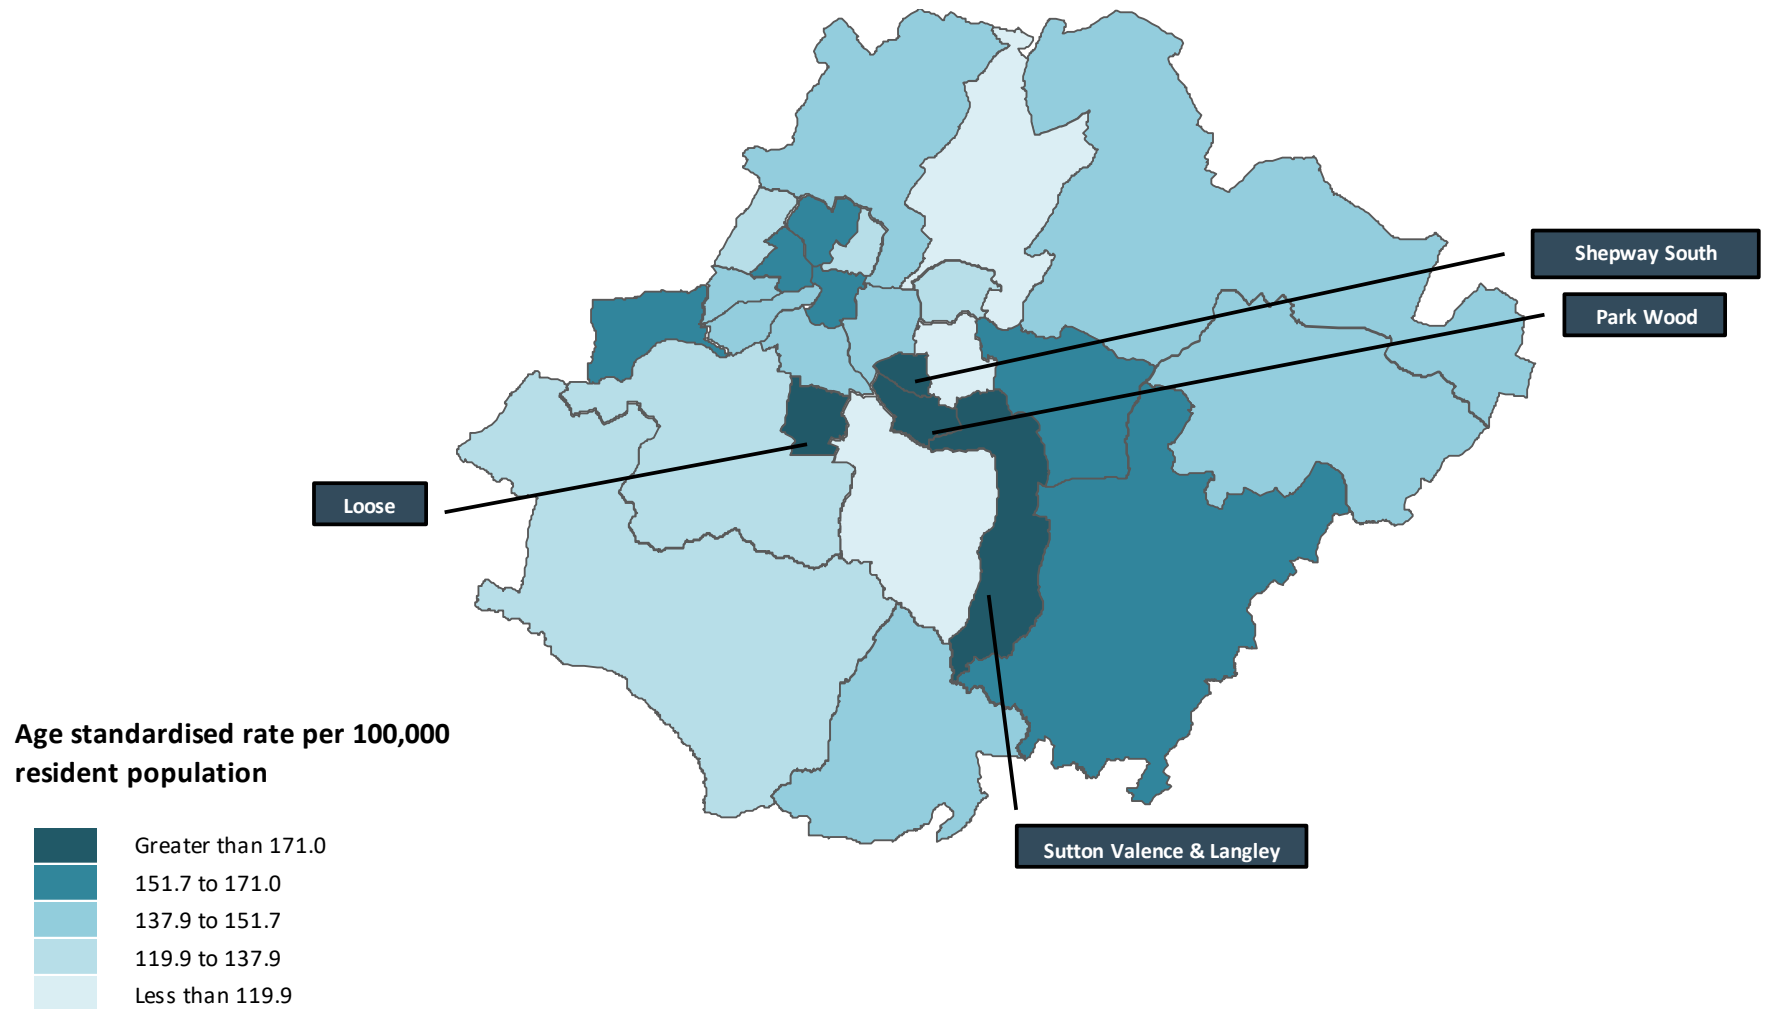 Shepway South
Park Wood
Loose
Sutton Valence & Langley
Age standardised rate per 100,000
resident population
Greater than 171.0
151.7 to 171.0
137.9 to 151.7
119.9 to 137.9
Less than 119.9